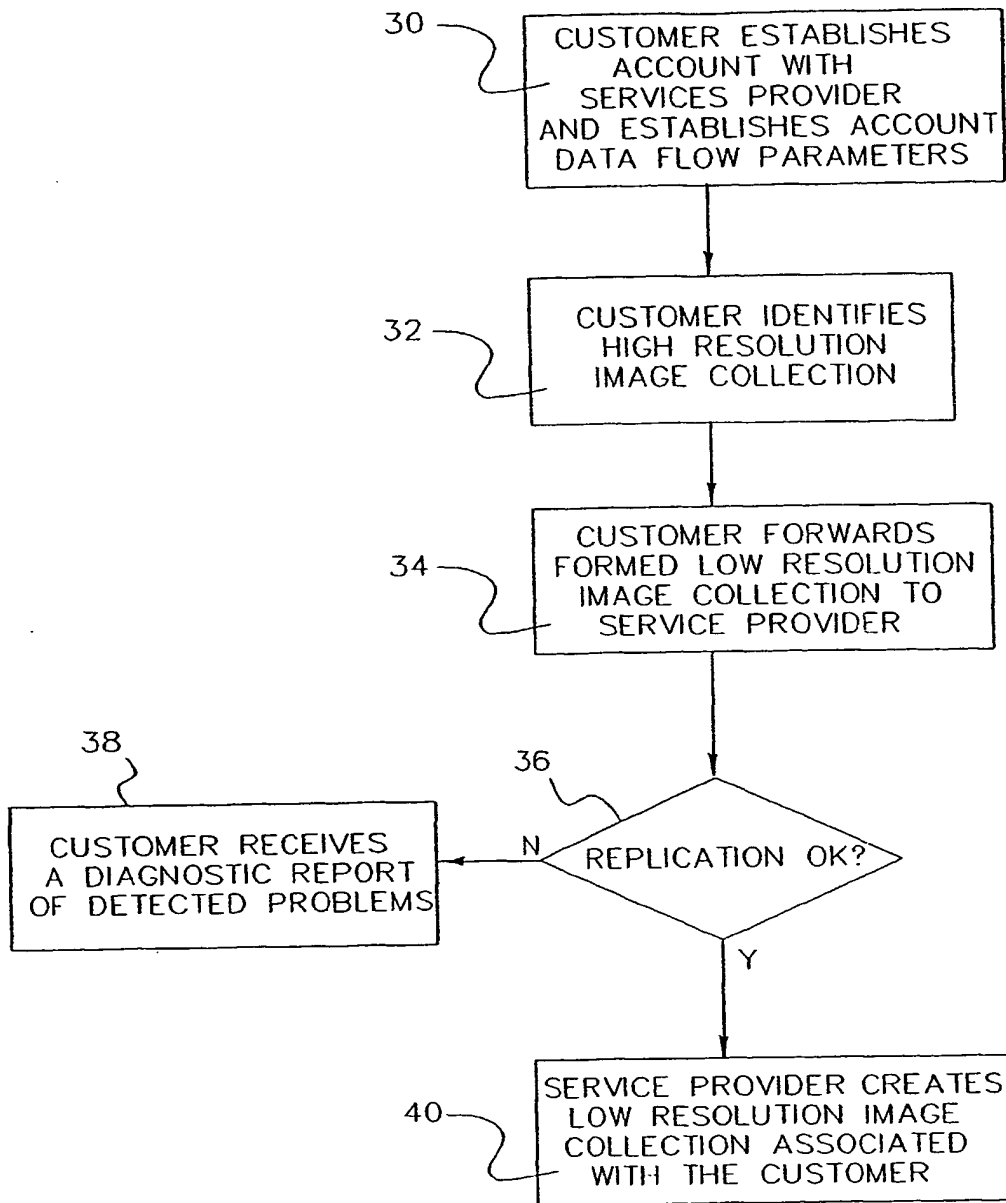 30
CUSTOMER ESTABLISHES
ACCOUNT WITH
SERVICES PROVIDER
AND ESTABLISHES ACCOUNT
DATA FLOW PARAMETERS
32
CUSTOMER IDENTIFIES
HIGH RESOLUTION
IMAGE COLLECTION
34
CUSTOMER FORWARDS
FORMED LOW RESOLUTION
IMAGE COLLECTION TO
SERVICE PROVIDER
36
REPLICATION OK?
N
Y
38
CUSTOMER RECEIVES
A DIAGNOSTIC REPORT
OF DETECTED PROBLEMS
40
SERVICE PROVIDER CREATES
LOW RESOLUTION IMAGE
COLLECTION ASSOCIATED
WITH THE CUSTOMER